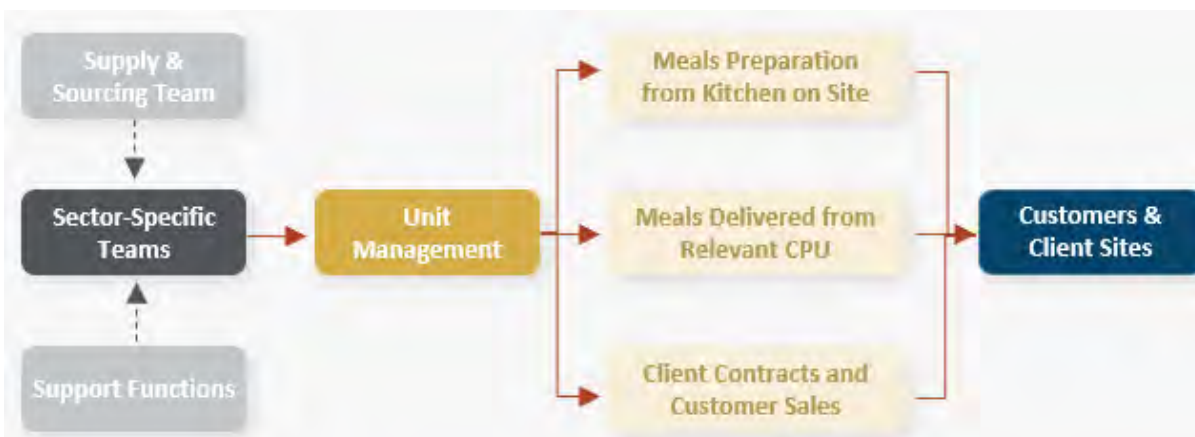 Supply &
Sourcing Team
Sector-Specific
Teams
Support Functions
Unit
Management
Meals Preparation
from Kitchen on Site
Meals Delivered from
Relevant CPU
Client Contracts and
Customer Sales
Customers &
Client Sites